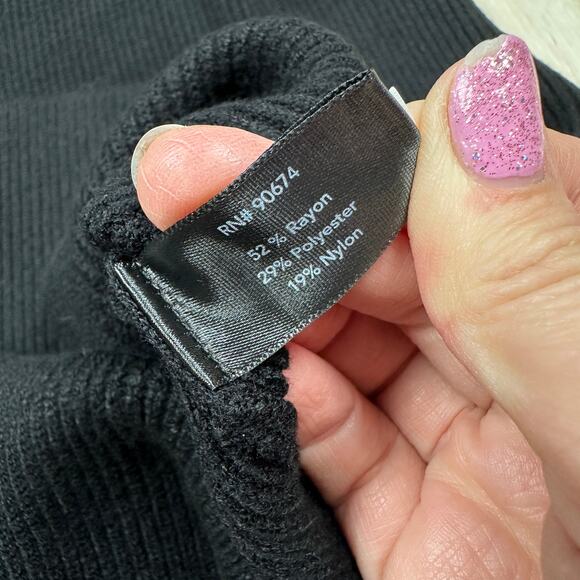 RN# 90674
52 % Rayon
29% Polyester
19% Nylon